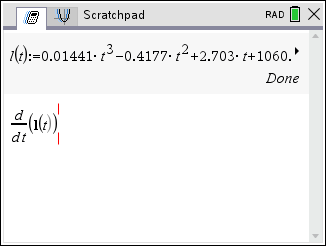 Scratchpad RAD
l(t):=0.01441·t³−0.4177·t²+2.703·t+1060.
Done
d/dt(l(t))